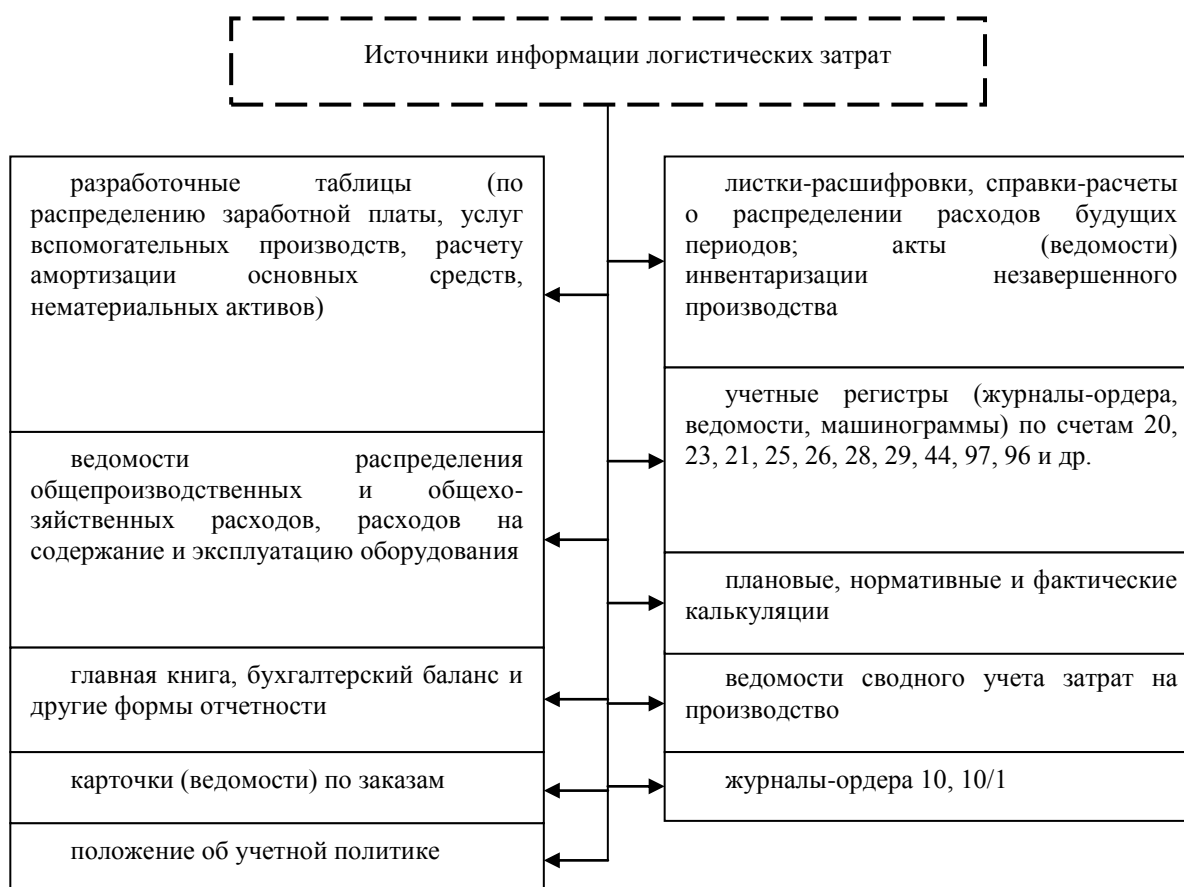 Источники информации логистических затрат
разработочные таблицы (по
распределению заработной платы, услуг
вспомогательных производств, расчету
амортизации основных средств,
нематериальных активов)
ведомости распределения
общепроизводственных и общехо-
зяйственных расходов, расходов на
содержание и эксплуатацию оборудования
главная книга, бухгалтерский баланс и
другие формы отчетности
карточки (ведомости) по заказам
положение об учетной политике
листки-расшифровки, справки-расчеты
о распределении расходов будущих
периодов; акты (ведомости)
инвентаризации незавершенного
производства
учетные регистры (журналы-ордера,
ведомости, машинограммы) по счетам 20,
23, 21, 25, 26, 28, 29, 44, 97, 96 и др.
плановые, нормативные и фактические
калькуляции
ведомости сводного учета затрат на
производство
журналы-ордера 10, 10/1